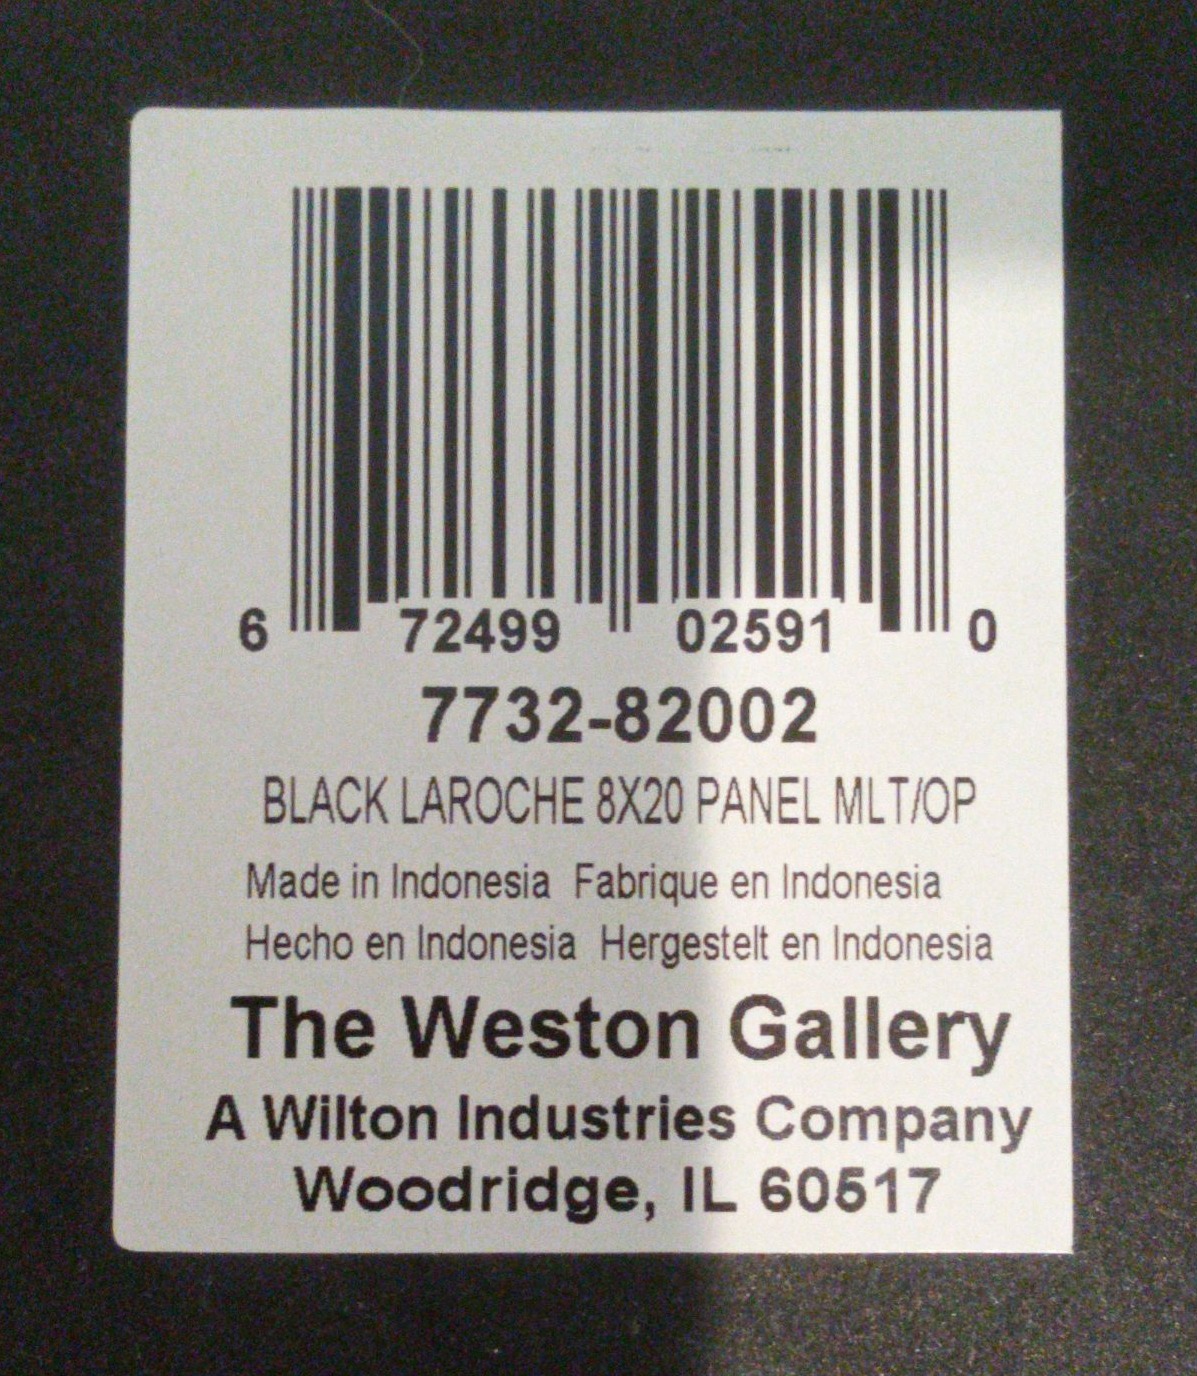 6 72499 02591 0
7732-82002
BLACK LAROCHE 8X20 PANEL MLT/OP
Made in Indonesia Fabrique en Indonesia
Hecho en Indonesia Hergestelt en Indonesia
The Weston Gallery
A Wilton Industries Company
Woodridge, IL 60517